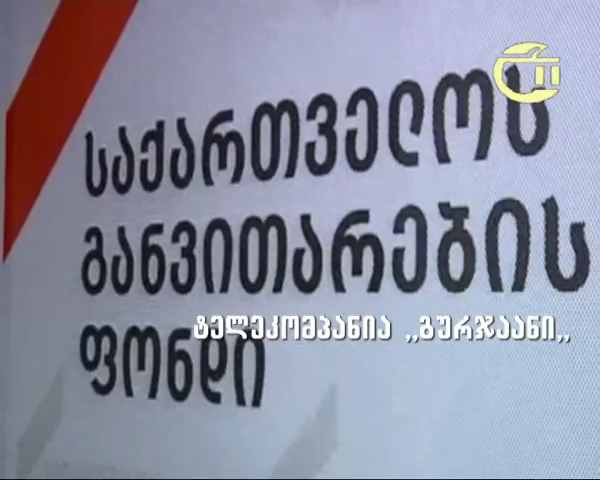 საქართველოს
განვითარების
ფონდი
ტელეკომპანია „გურჯაანი„